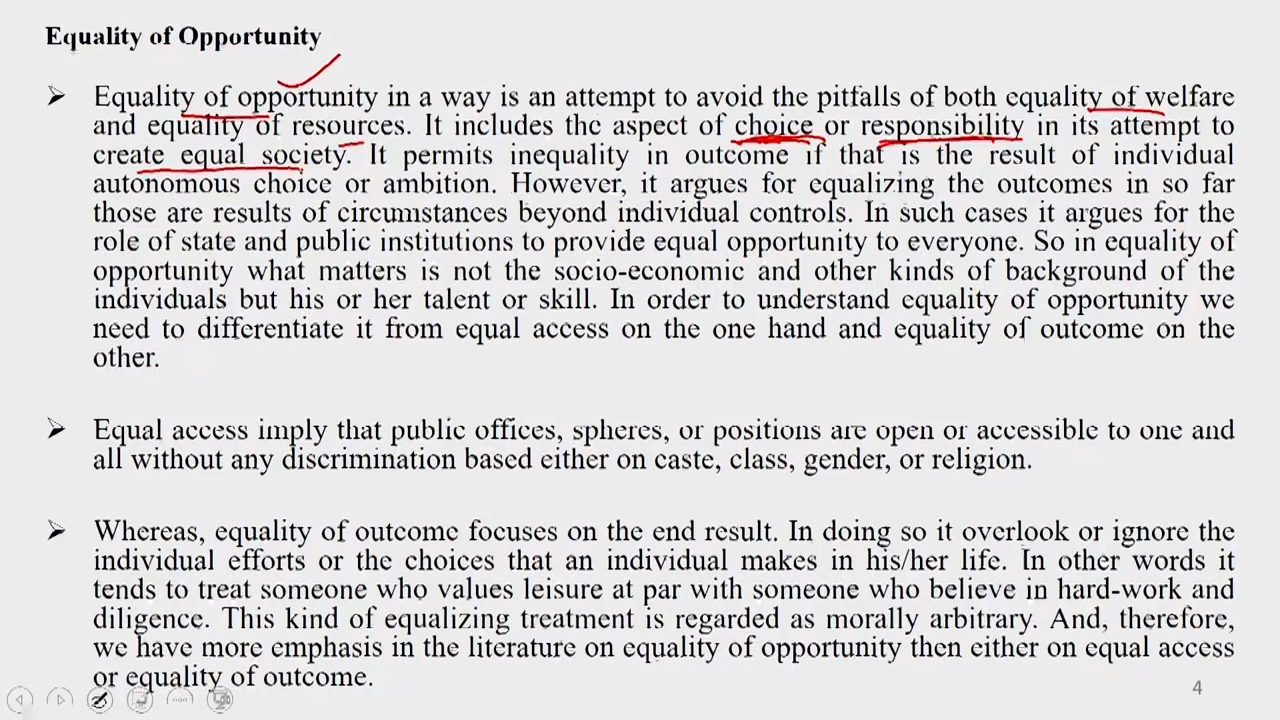 Equality of Opportunity
➢ Equality of opportunity in a way is an attempt to avoid the pitfalls of both equality of welfare
and equality of resources. It includes the aspect of choice or responsibility in its attempt to
create equal society. It permits inequality in outcome if that is the result of individual
autonomous choice or ambition. However, it argues for equalizing the outcomes in so far
those are results of circumstances beyond individual controls. In such cases it argues for the
role of state and public institutions to provide equal opportunity to everyone. So in equality of
opportunity what matters is not the socio-economic and other kinds of background of the
individuals but his or her talent or skill. In order to understand equality of opportunity we
need to differentiate it from equal access on the one hand and equality of outcome on the
other.
➢ Equal access imply that public offices, spheres, or positions are open or accessible to one and
all without any discrimination based either on caste, class, gender, or religion.
➢ Whereas, equality of outcome focuses on the end result. In doing so it overlook or ignore the
individual efforts or the choices that an individual makes in his/her life. In other words it
tends to treat someone who values leisure at par with someone who believe in hard-work and
diligence. This kind of equalizing treatment is regarded as morally arbitrary. And, therefore,
we have more emphasis in the literature on equality of opportunity then either on equal access
or equality of outcome.
4